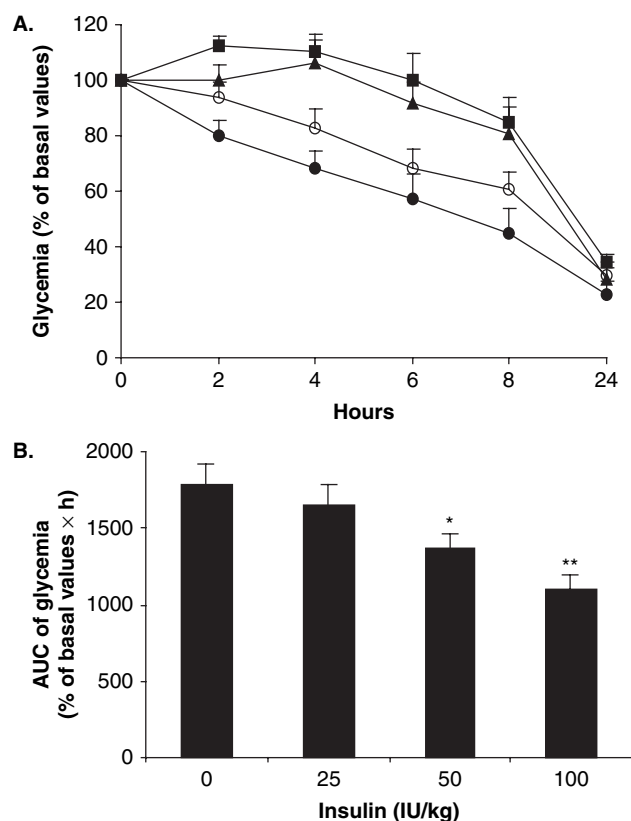 A.
Glycemia (% of basal values)
120
100
80
60
40
20
0
0 2 4 6 8 24
Hours
B.
AUC of glycemia
(% of basal values × h)
2000
1500
1000
500
0
*
**
0 25 50 100
Insulin (IU/kg)